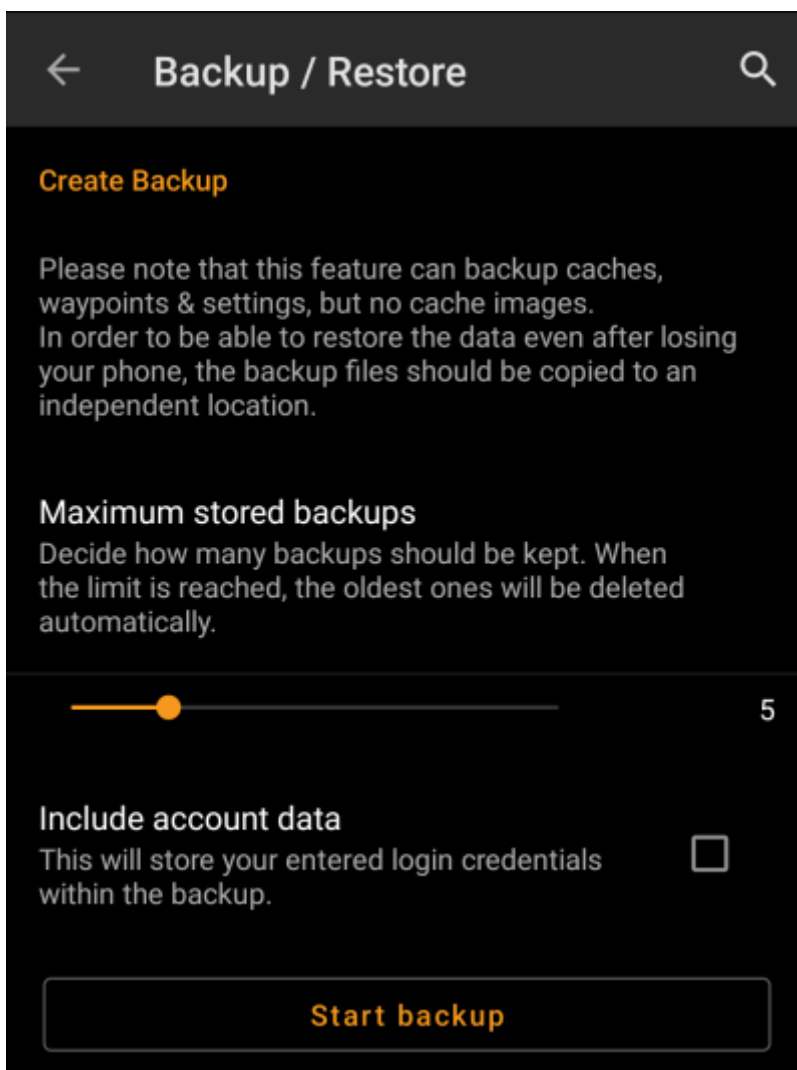 Backup / Restore
Create Backup
Please note that this feature can backup caches,
waypoints & settings, but no cache images.
In order to be able to restore the data even after losing
your phone, the backup files should be copied to an
independent location.
Maximum stored backups
Decide how many backups should be kept. When
the limit is reached, the oldest ones will be deleted
automatically.
5
Include account data
This will store your entered login credentials
within the backup.
Start backup